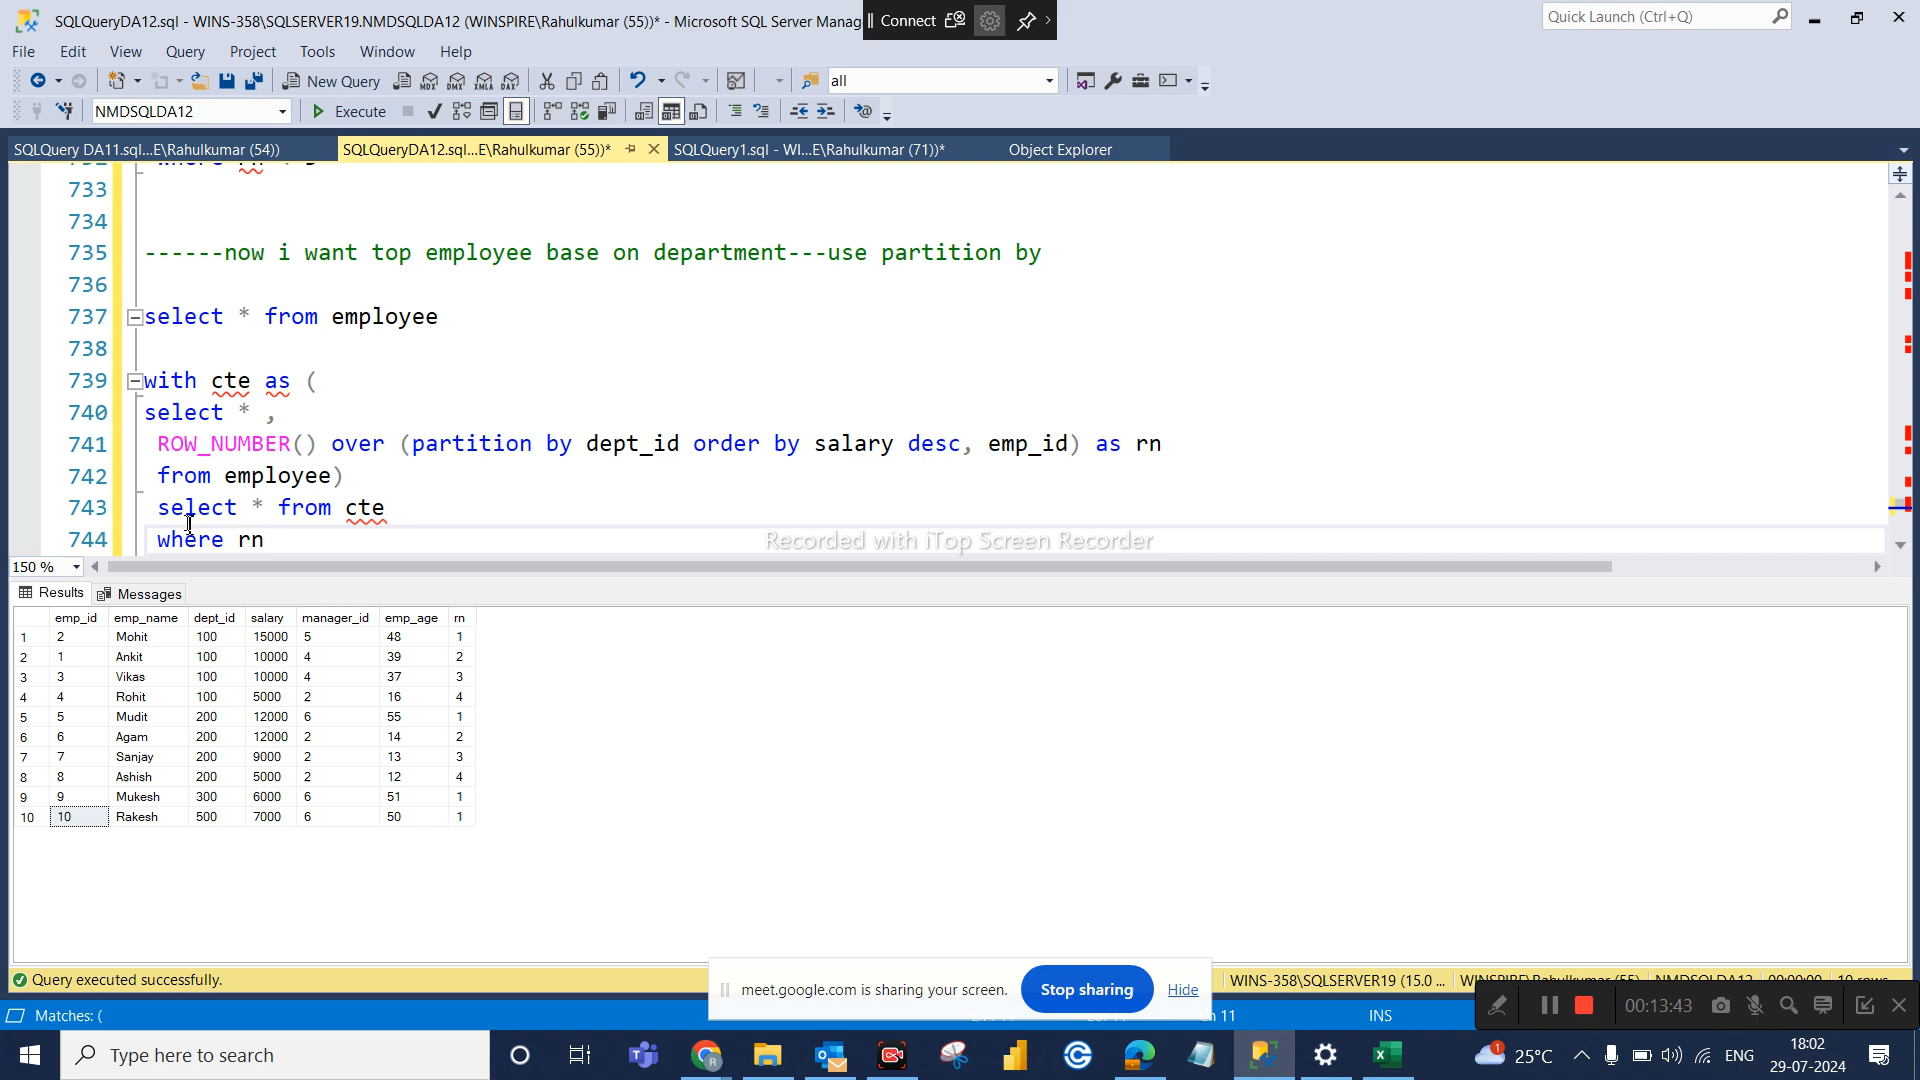 SQLQueryDA12.sql - WINS-358\SQLSERVER19.NMDSQLDA12 (WINSPIRE\Rahulkumar (55))* - Microsoft SQL Server Manag
Connect
Quick Launch (Ctrl+Q)
File Edit View Query Project Tools Window Help
New Query MDX DMX XMLA DAX all
NMDSQLDA12 Execute
SQLQuery DA11.sql...E\Rahulkumar (54)) SQLQueryDA12.sql...E\Rahulkumar (55))* SQLQuery1.sql - WI...E\Rahulkumar (71))* Object Explorer
733
734
735 ------now i want top employee base on department---use partition by
736
737 select * from employee
738
739 with cte as (
740 select * ,
741 ROW_NUMBER() over (partition by dept_id order by salary desc, emp_id) as rn
742 from employee)
743 select * from cte
744 where rn
Recorded with iTop Screen Recorder
150 %
Results Messages
emp_id emp_name dept_id salary manager_id emp_age rn
1 2 Mohit 100 15000 5 48 1
2 1 Ankit 100 10000 4 39 2
3 3 Vikas 100 10000 4 37 3
4 4 Rohit 100 5000 2 16 4
5 5 Mudit 200 12000 6 55 1
6 6 Agam 200 12000 2 14 2
7 7 Sanjay 200 9000 2 13 3
8 8 Ashish 200 5000 2 12 4
9 9 Mukesh 300 6000 6 51 1
10 10 Rakesh 500 7000 6 50 1
Query executed successfully.
WINS-358\SQLSERVER19 (15.0 ...
meet.google.com is sharing your screen. Stop sharing Hide
00:13:43
Matches: (
INS
Type here to search
1 25°C ENG
18:02
29-07-2024